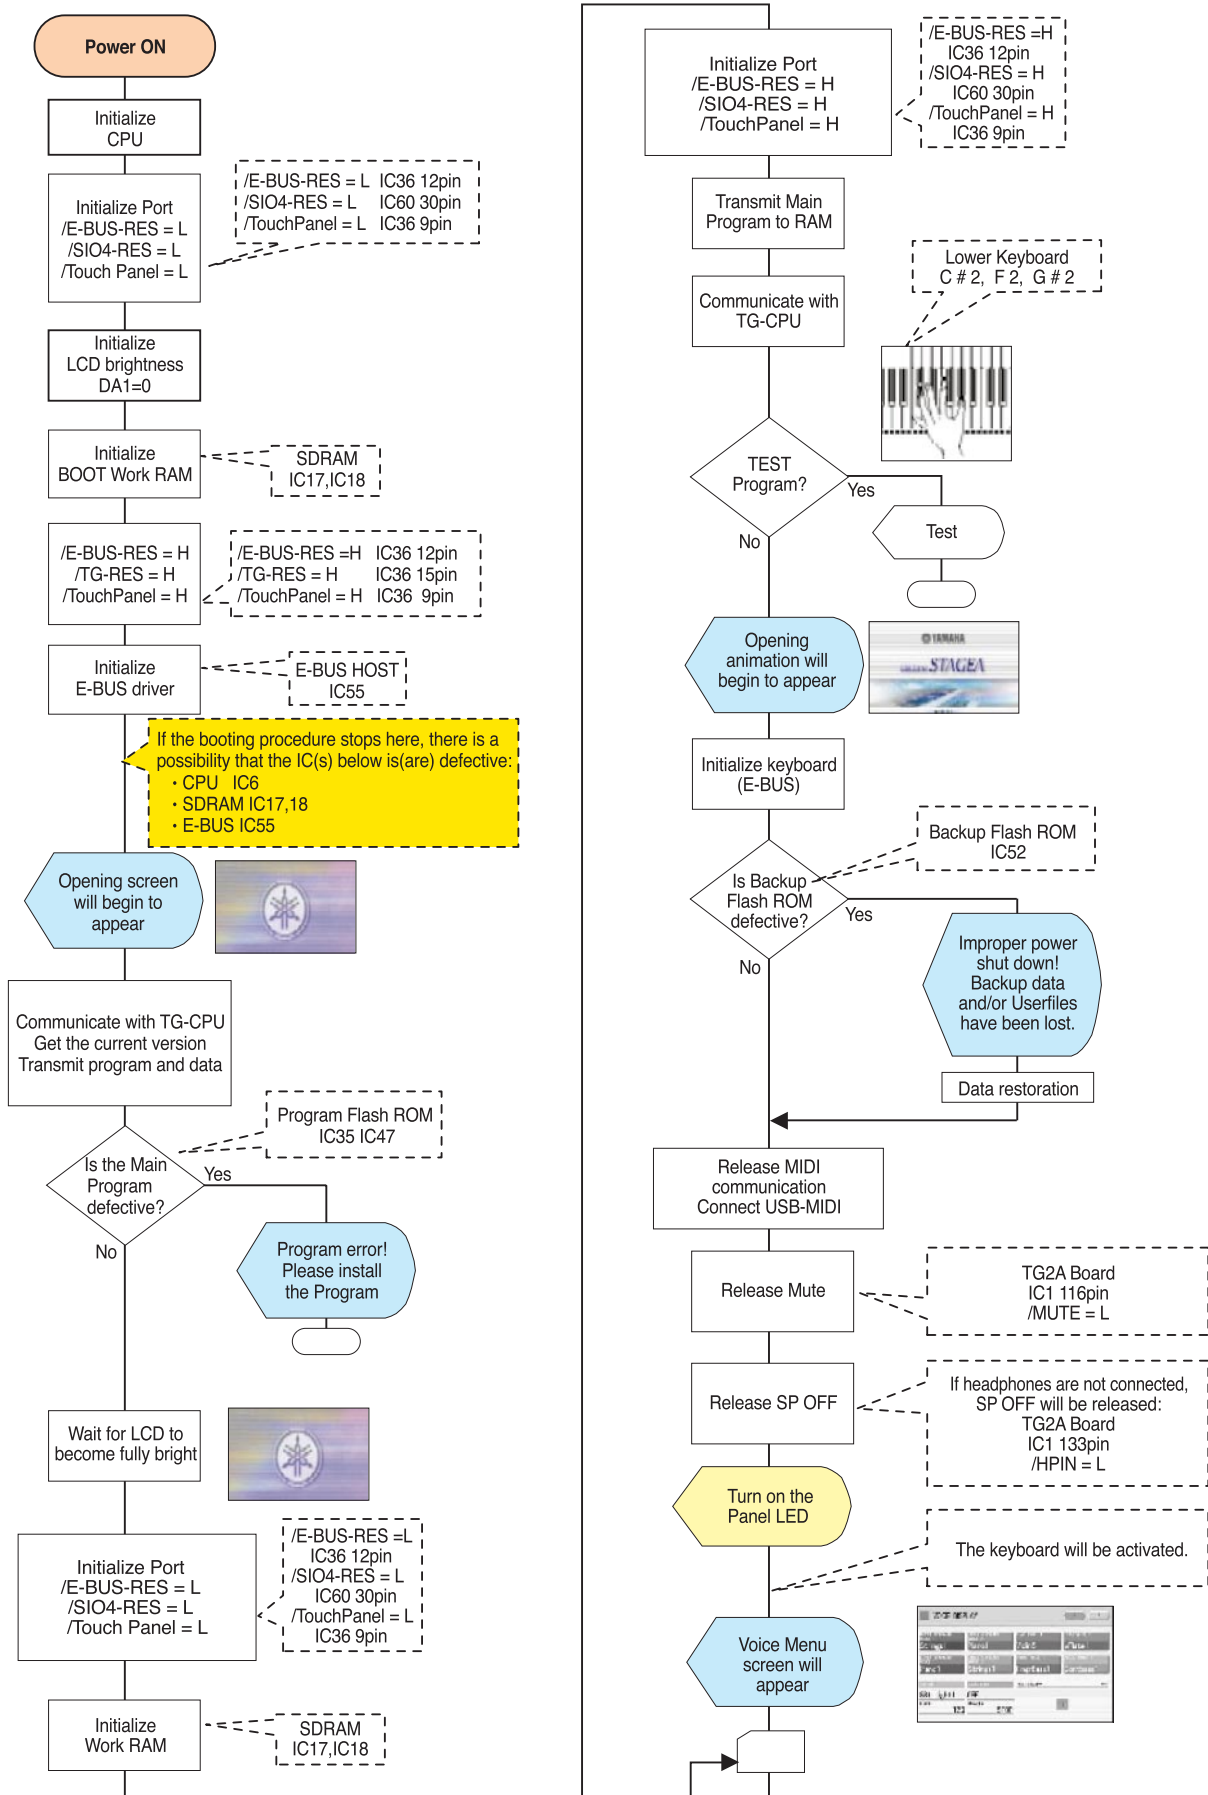 Power ON
Initialize
CPU
Initialize Port
/E-BUS-RES = L
/SIO4-RES = L
/Touch Panel = L
/E-BUS-RES = L IC36 12pin
/SIO4-RES = L IC60 30pin
/TouchPanel = L IC36 9pin
Initialize
LCD brightness
DA1=0
Initialize
BOOT Work RAM
SDRAM
IC17,IC18
/E-BUS-RES = H
/TG-RES = H
/TouchPanel = H
/E-BUS-RES =H IC36 12pin
/TG-RES = H IC36 15pin
/TouchPanel = H IC36 9pin
Initialize
E-BUS driver
E-BUS HOST
IC55
If the booting procedure stops here, there is a
possibility that the IC(s) below is(are) defective:
・CPU IC6
・SDRAM IC17,18
・E-BUS IC55
Opening screen
will begin to
appear
Communicate with TG-CPU
Get the current version
Transmit program and data
Program Flash ROM
IC35 IC47
Is the Main
Program
defective?
Yes
No
Program error!
Please install
the Program
Wait for LCD to
become fully bright
Initialize Port
/E-BUS-RES = L
/SIO4-RES = L
/Touch Panel = L
/E-BUS-RES =L
IC36 12pin
/SIO4-RES = L
IC60 30pin
/TouchPanel = L
IC36 9pin
Initialize
Work RAM
SDRAM
IC17,IC18
Initialize Port
/E-BUS-RES = H
/SIO4-RES = H
/TouchPanel = H
/E-BUS-RES =H
IC36 12pin
/SIO4-RES = H
IC60 30pin
/TouchPanel = H
IC36 9pin
Transmit Main
Program to RAM
Communicate with
TG-CPU
Lower Keyboard
C # 2, F 2, G # 2
TEST
Program?
Yes
No
Test
Opening
animation will
begin to appear
YAMAHA
STAGEA
Initialize keyboard
(E-BUS)
Backup Flash ROM
IC52
Is Backup
Flash ROM
defective?
Yes
No
Improper power
shut down!
Backup data
and/or Userfiles
have been lost.
Data restoration
Release MIDI
communication
Connect USB-MIDI
Release Mute
TG2A Board
IC1 116pin
/MUTE = L
Release SP OFF
If headphones are not connected,
SP OFF will be released:
TG2A Board
IC1 133pin
/HPIN = L
Turn on the
Panel LED
The keyboard will be activated.
Voice Menu
screen will
appear